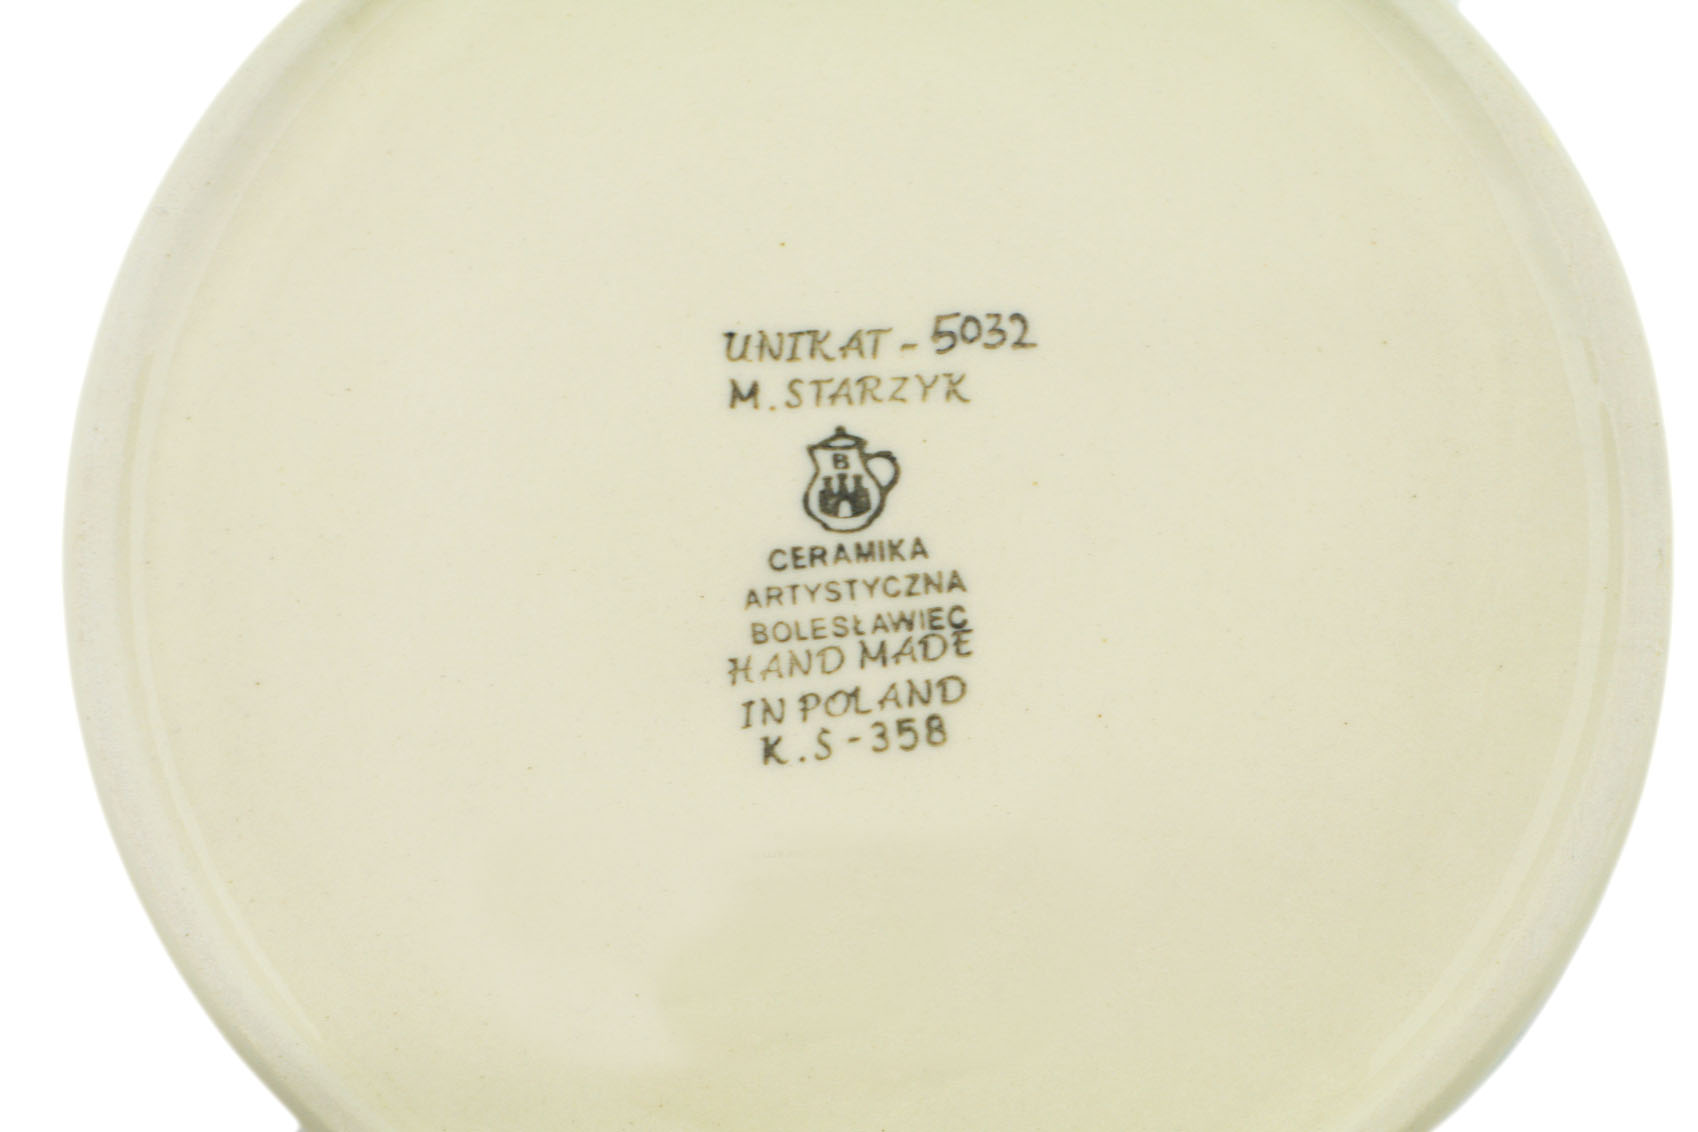 UNIKAT - 5032
M. STARZYK
B
CERAMIKA
ARTYSTYCZNA
BOLESŁAWIEC
HAND MADE
IN POLAND
K.S - 358